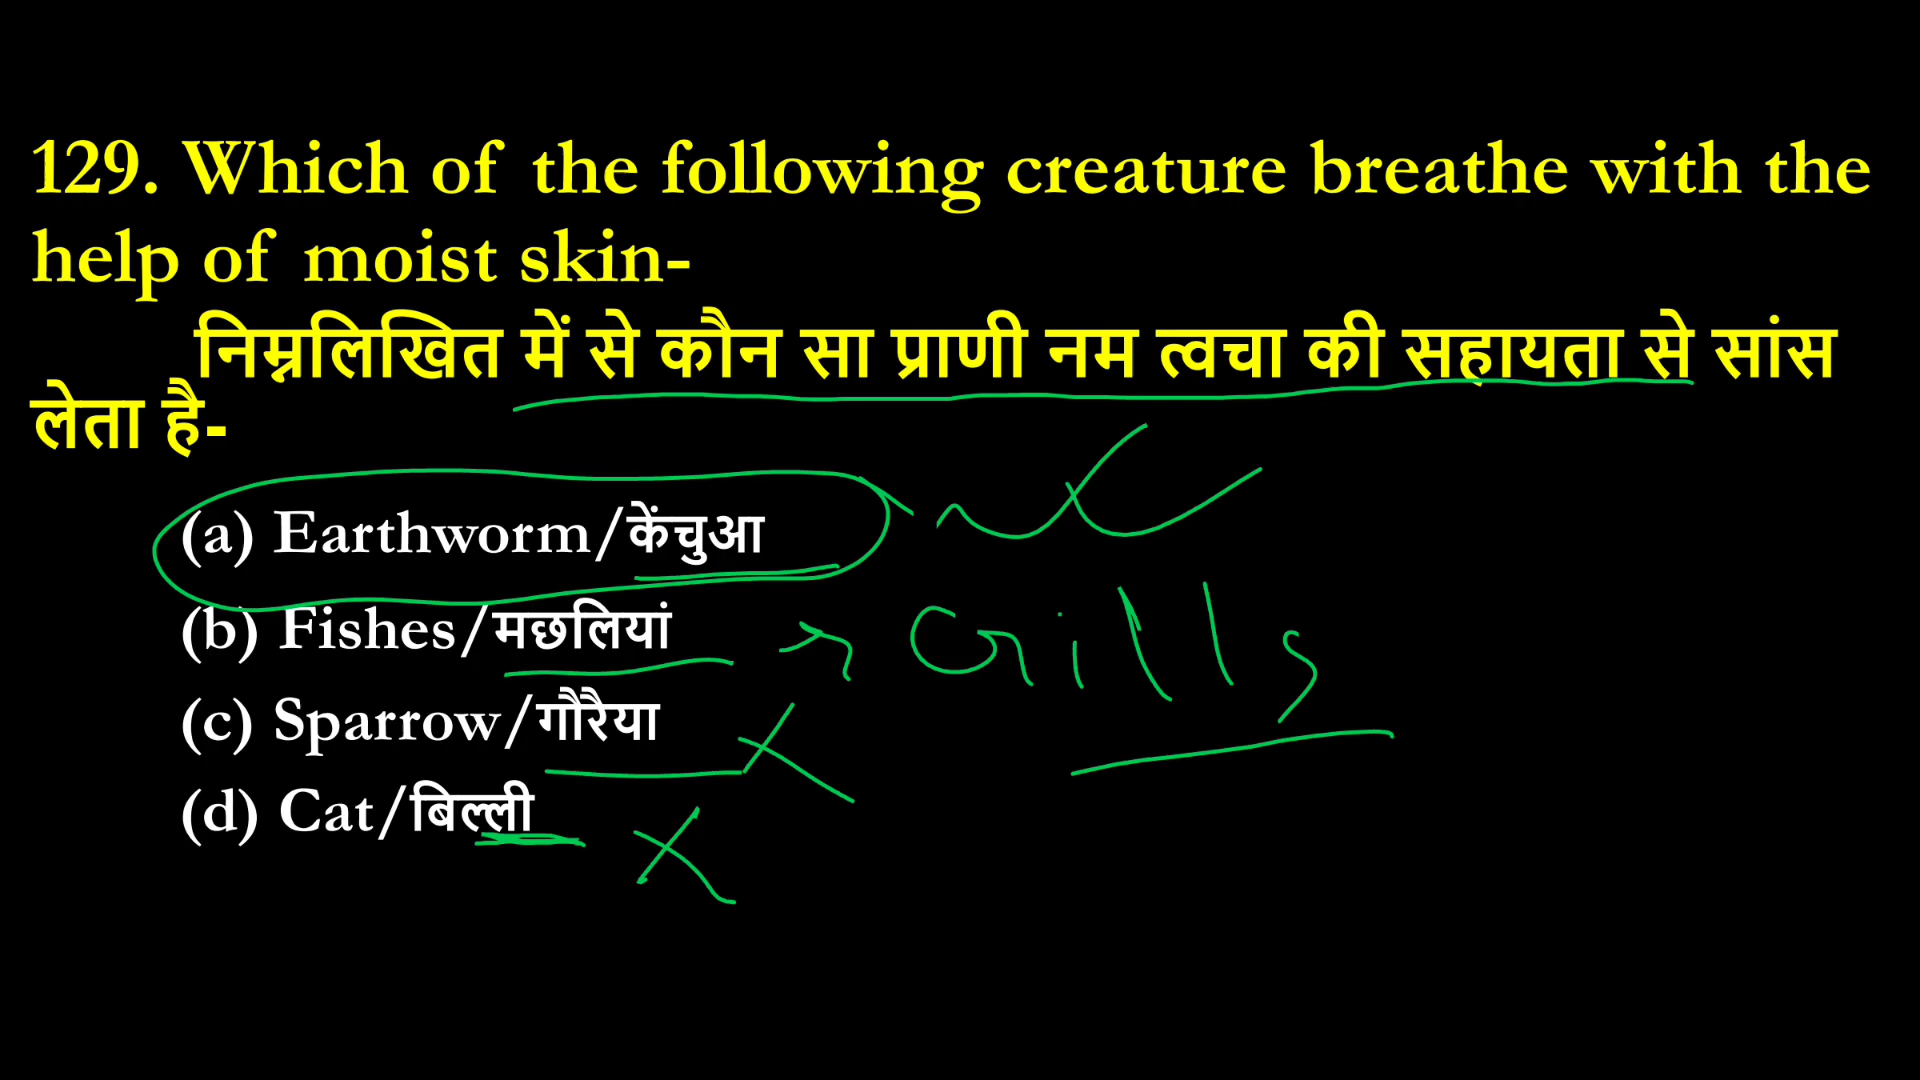 129. Which of the following creature breathe with the
help of moist skin-
निम्नलिखित में से कौन सा प्राणी नम त्वचा की सहायता से सांस
लेता है-
(a) Earthworm/केंचुआ
(b) Fishes/मछलियां Gills
(c) Sparrow/गौरैया
(d) Cat/बिल्ली